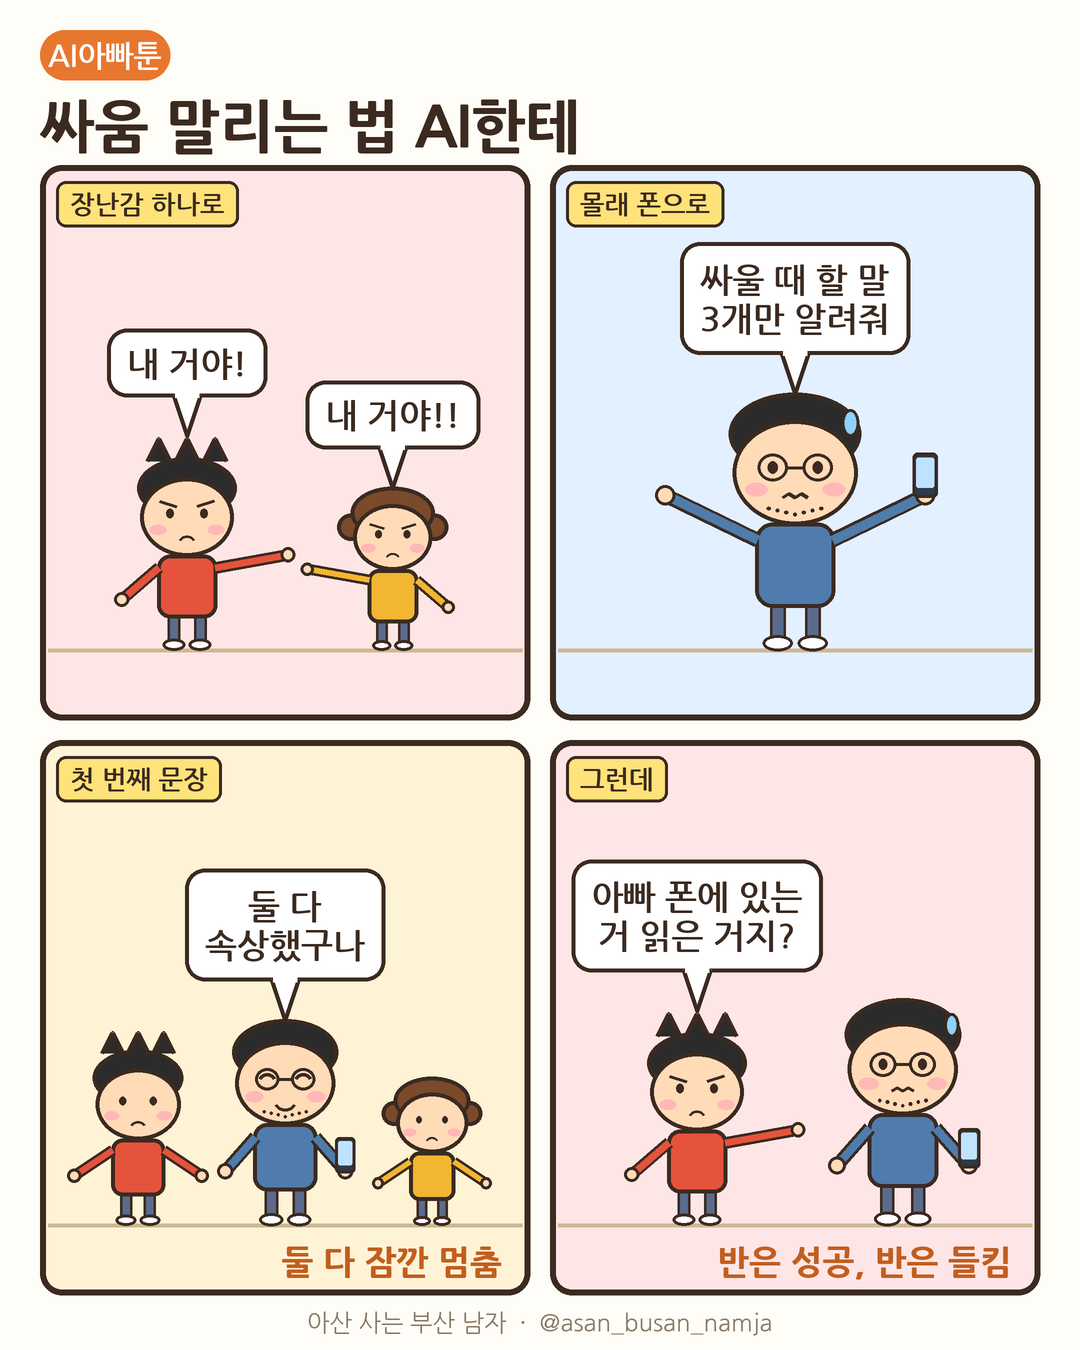 AI아빠툰
싸움 말리는 법 AI한테
장난감 하나로
내 거야!
내 거야!!
몰래 폰으로
싸울 때 할 말
3개만 알려줘
첫 번째 문장
둘 다
속상했구나
둘 다 잠깐 멈춤
그런데
아빠 폰에 있는
거 읽은 거지?
반은 성공, 반은 들킴
아산 사는 부산 남자 · @asan_busan_namja